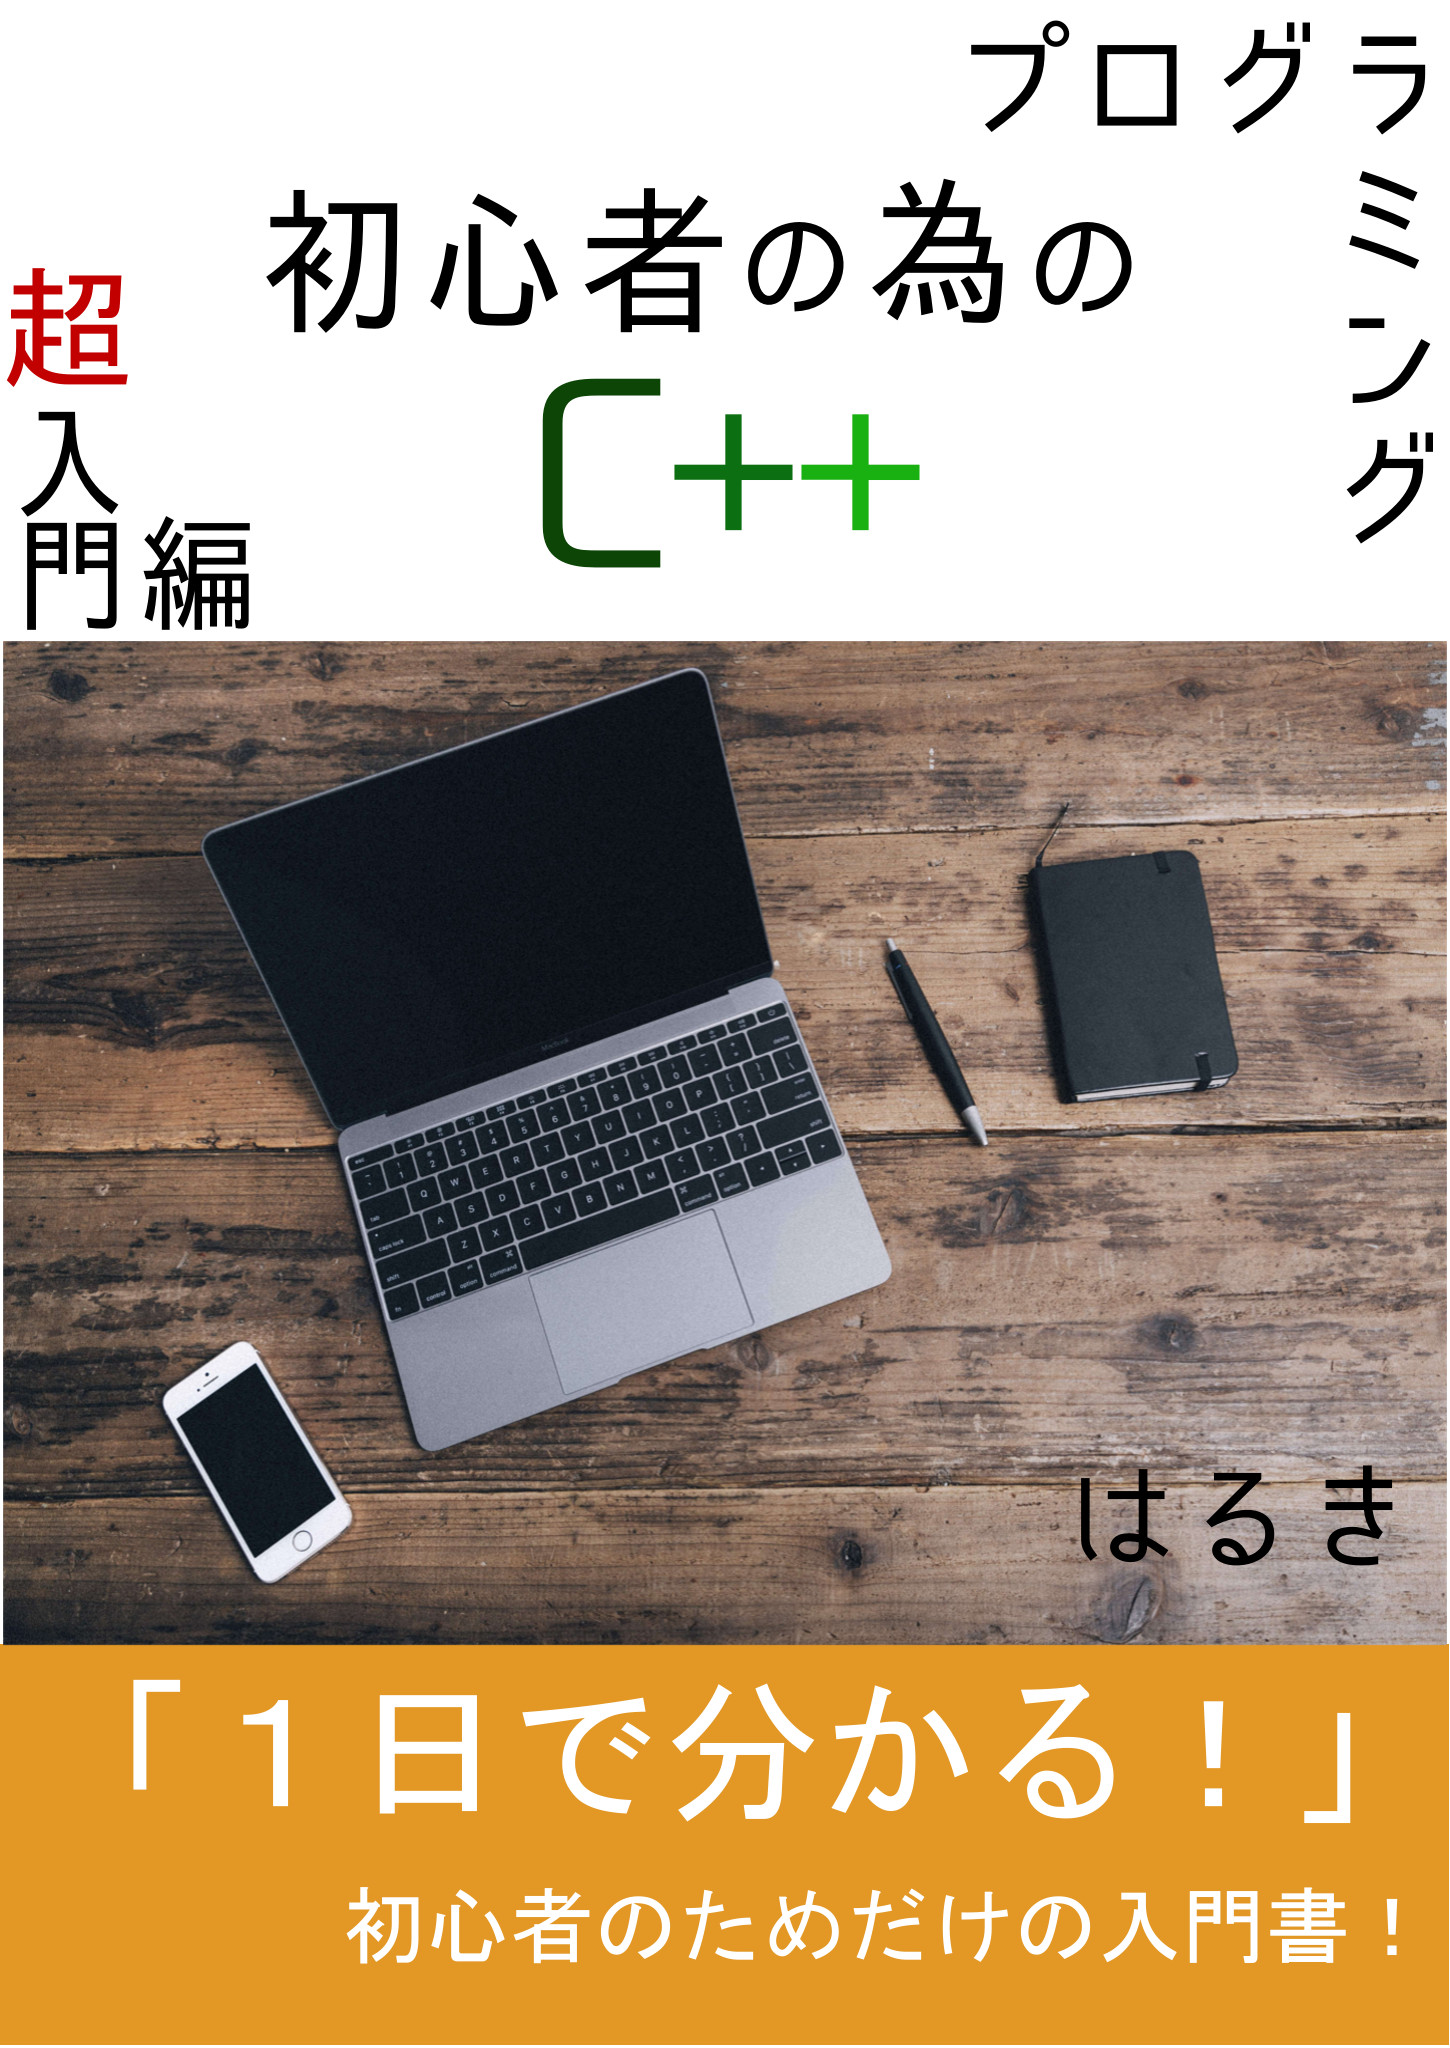 プログラミング
初心者の為の
C++
超入門編
はるき
「１日で分かる！」
初心者のためだけの入門書！